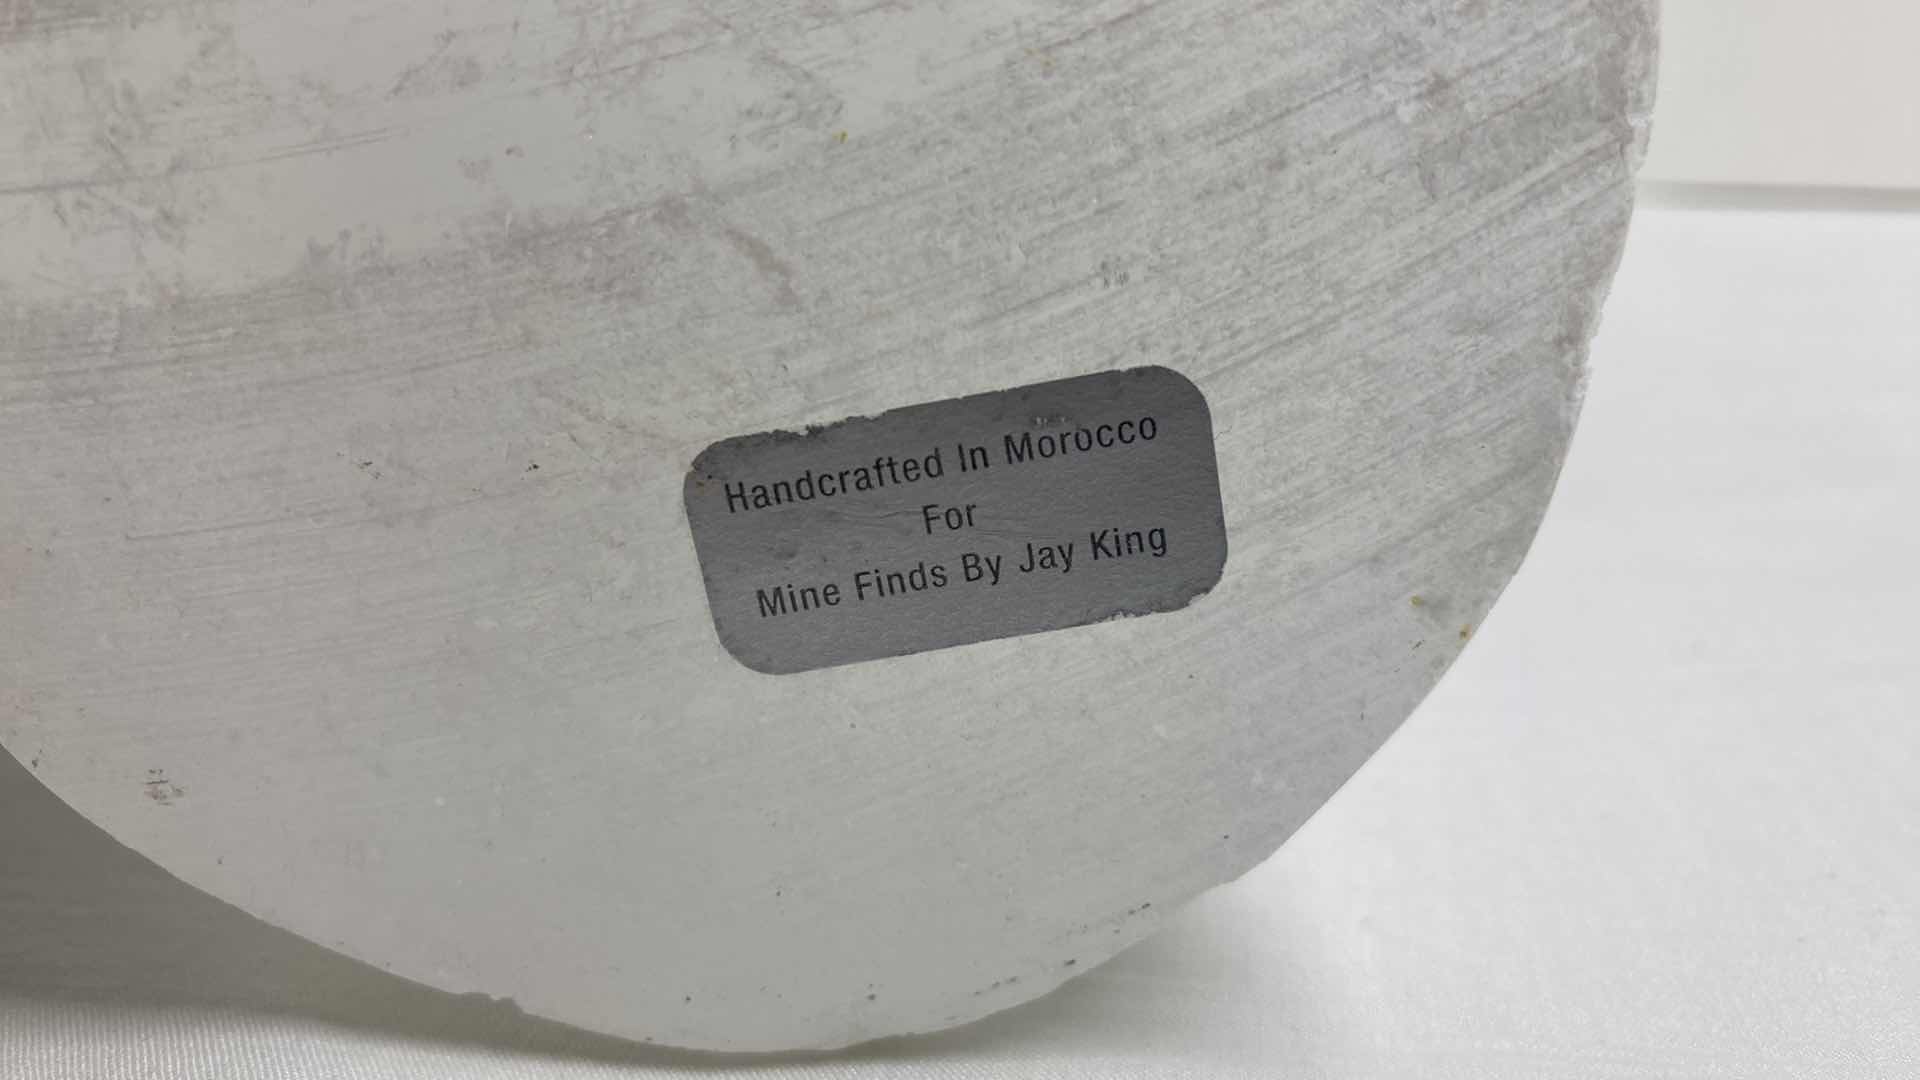 Handcrafted In Morocco
For
Mine Finds By Jay King